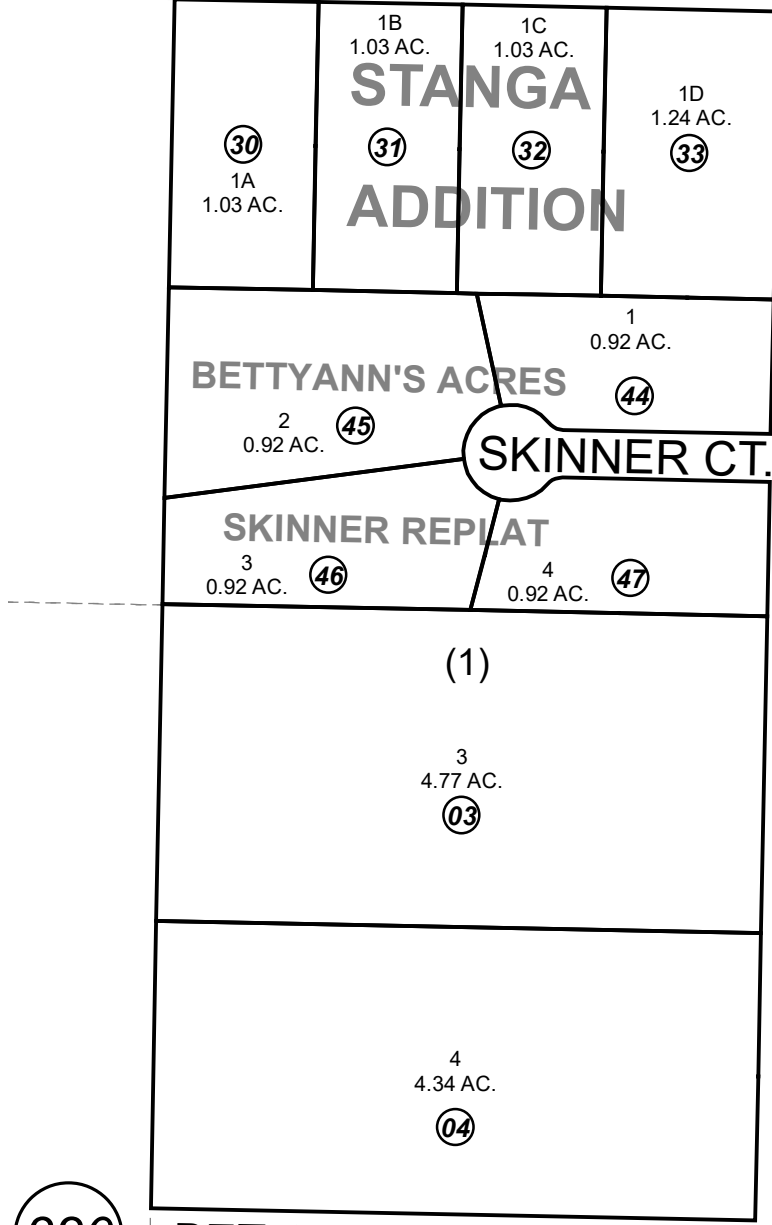 1B
1.03 AC.
1C
1.03 AC.
STANGA
1D
1.24 AC.
30
31
32
33
1A
1.03 AC.
ADDITION
1
0.92 AC.
BETTYANN'S ACRES
44
2
0.92 AC.
45
SKINNER CT.
SKINNER REPLAT
3
0.92 AC.
46
4
0.92 AC.
47
(1)
3
4.77 AC.
03
4
4.34 AC.
04